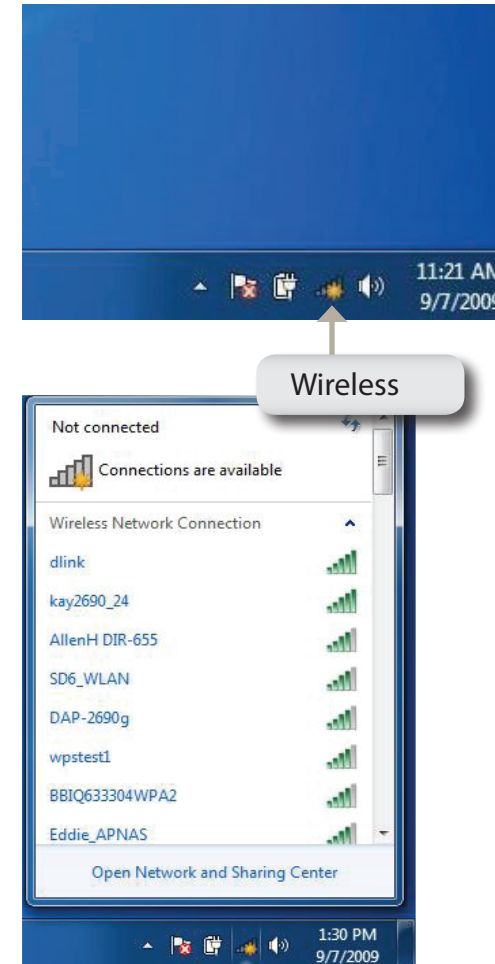 11:21 AM
9/7/2009
Wireless
Not connected
Connections are available
Wireless Network Connection
dlink
kay2690_24
AllenH DIR-655
SD6_WLAN
DAP-2690g
wpstest1
BBIQ633304WPA2
Eddie_APNAS
Open Network and Sharing Center
1:30 PM
9/7/2009